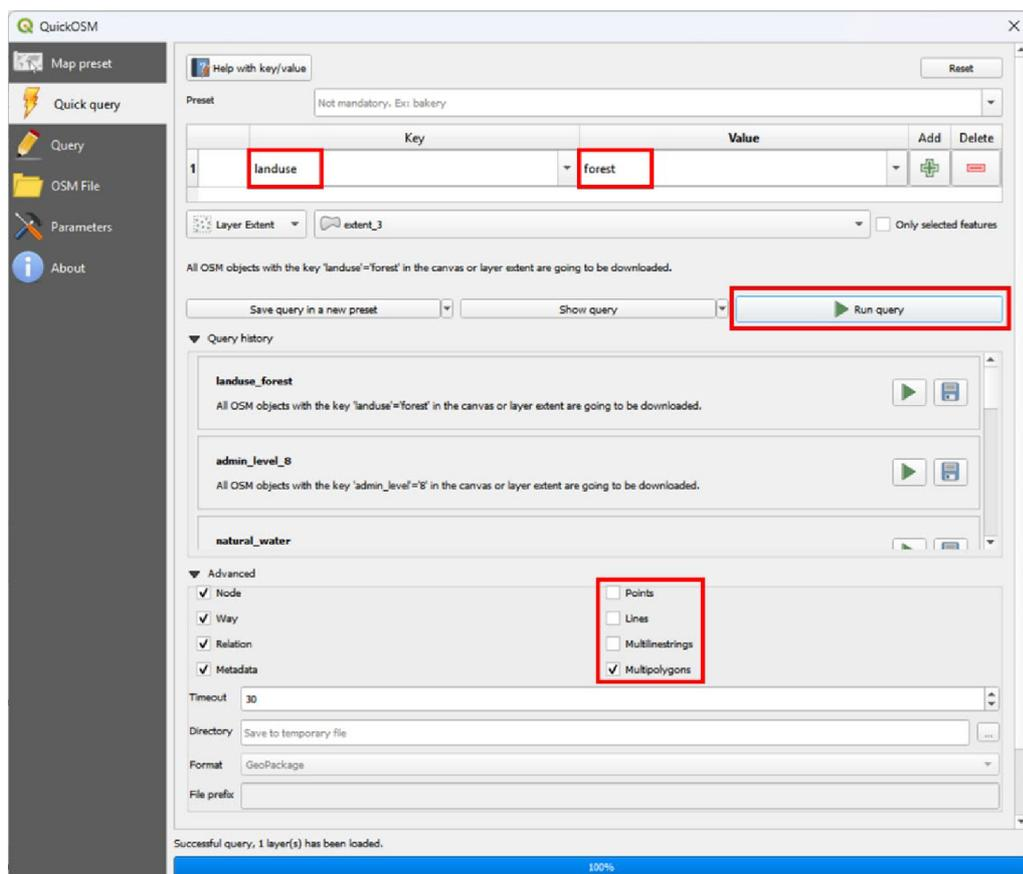 QuickOSM
Map preset
Quick query
Query
OSM File
Parameters
About
Help with key/value
Reset
Preset
Not mandatory. Ex: bakery
Key Value Add Delete
1 landuse forest
Layer Extent extent_3 Only selected features
All OSM objects with the key 'landuse'='forest' in the canvas or layer extent are going to be downloaded.
Save query in a new preset Show query Run query
Query history
landuse_forest
All OSM objects with the key 'landuse'='forest' in the canvas or layer extent are going to be downloaded.
admin_level_8
All OSM objects with the key 'admin_level'='8' in the canvas or layer extent are going to be downloaded.
natural_water
Advanced
Node Points
Way Lines
Relation Multilinestrings
Metadata Multipolygons
Timeout 30
Directory Save to temporary file ...
Format GeoPackage
File prefix
Successful query, 1 layer(s) has been loaded.
100%